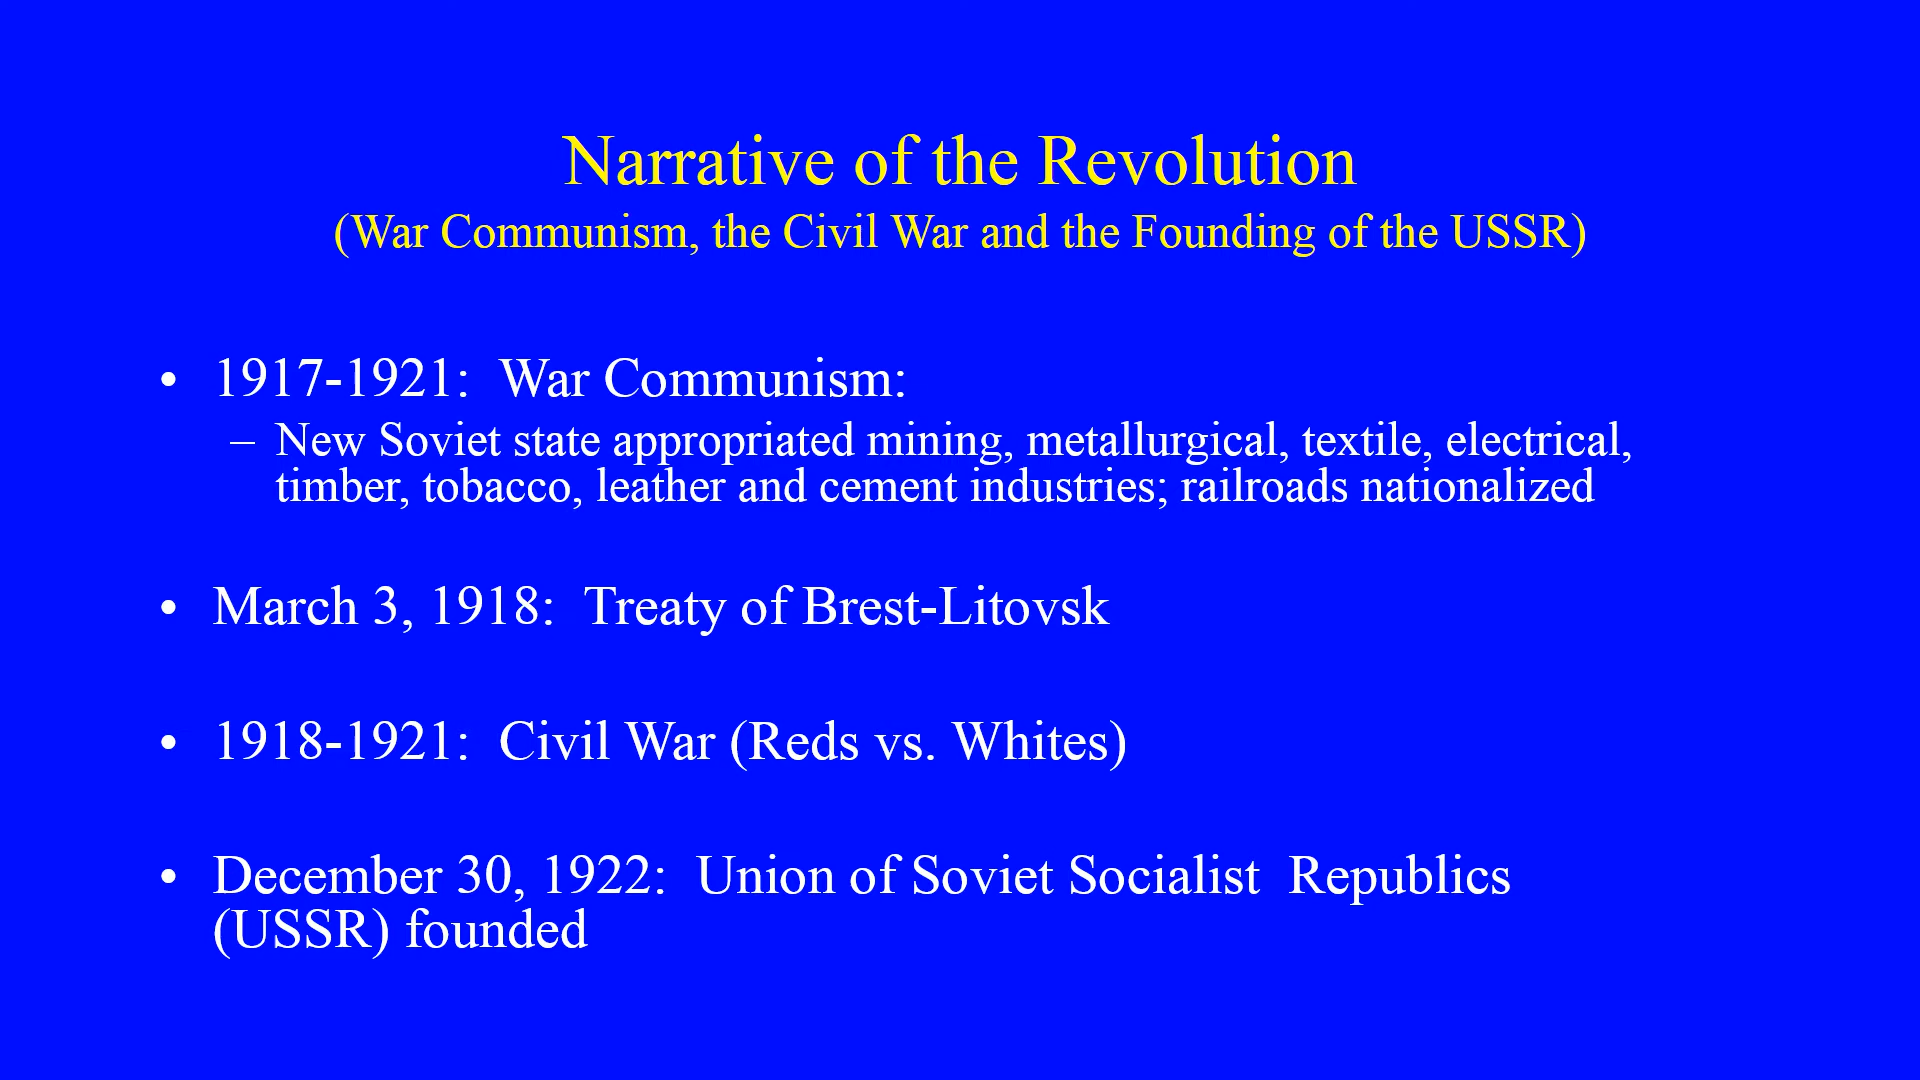 Narrative of the Revolution
(War Communism, the Civil War and the Founding of the USSR)
• 1917-1921:  War Communism:
– New Soviet state appropriated mining, metallurgical, textile, electrical,
timber, tobacco, leather and cement industries; railroads nationalized
• March 3, 1918:  Treaty of Brest-Litovsk
• 1918-1921:  Civil War (Reds vs. Whites)
• December 30, 1922:  Union of Soviet Socialist  Republics
(USSR) founded